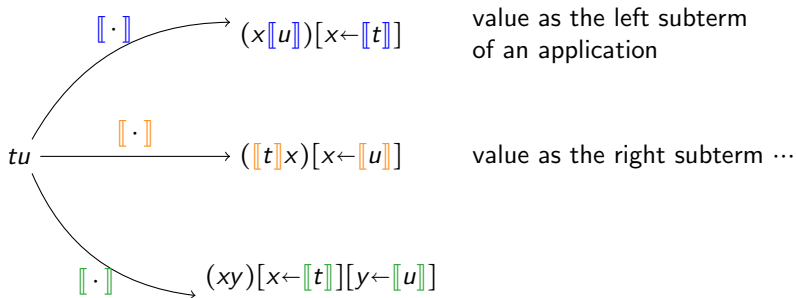 ⟦·⟧
(x⟦u⟧)[x←⟦t⟧]
value as the left subterm
of an application
⟦·⟧
tu
(⟦t⟧x)[x←⟦u⟧]
value as the right subterm ⋯
⟦·⟧
(xy)[x←⟦t⟧][y←⟦u⟧]